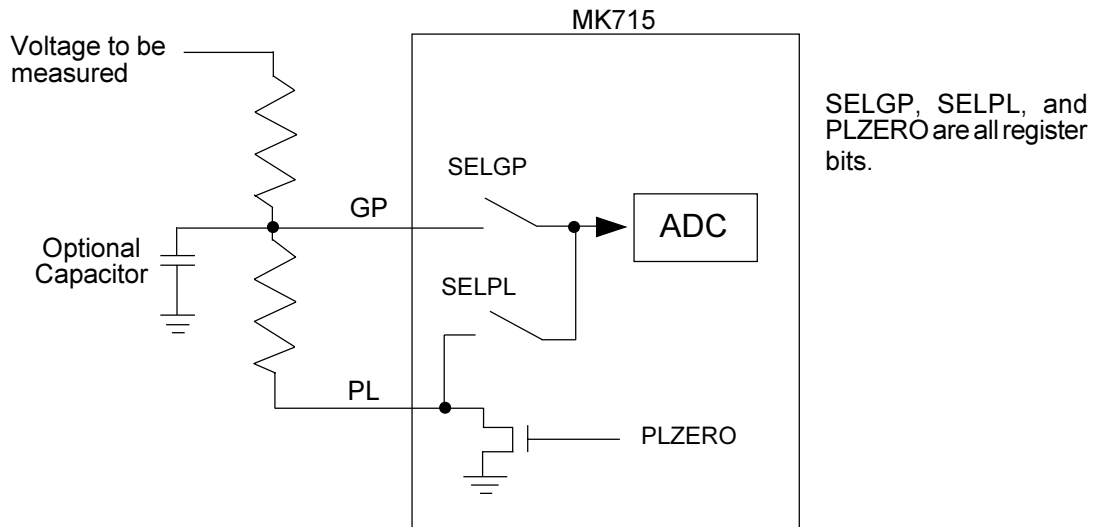 MK715
Voltage to be
measured
SELGP, SELPL, and
PLZERO are all register
bits.
SELGP
GP
ADC
Optional
Capacitor
SELPL
PL
PLZERO